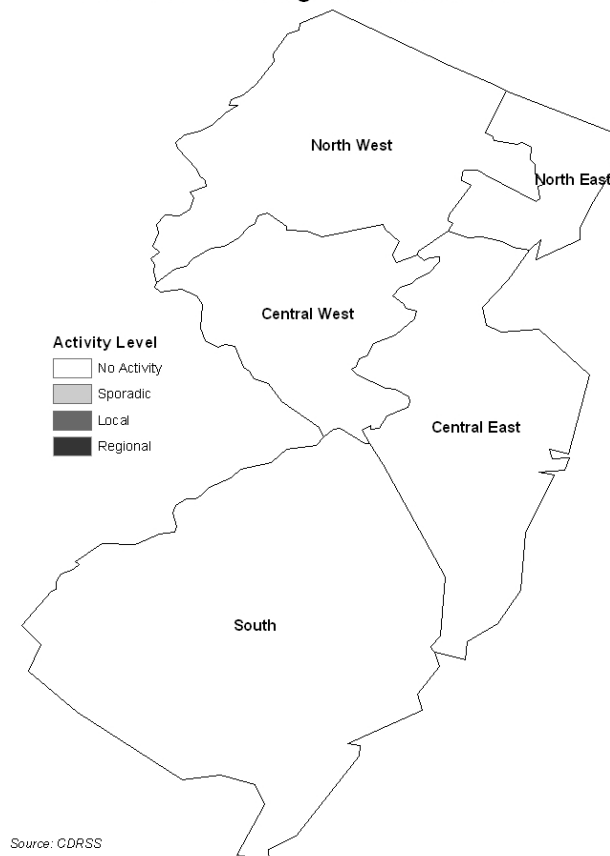 North West
North East
Central West
Activity Level
No Activity
Sporadic
Local
Regional
Central East
South
Source: CDRSS